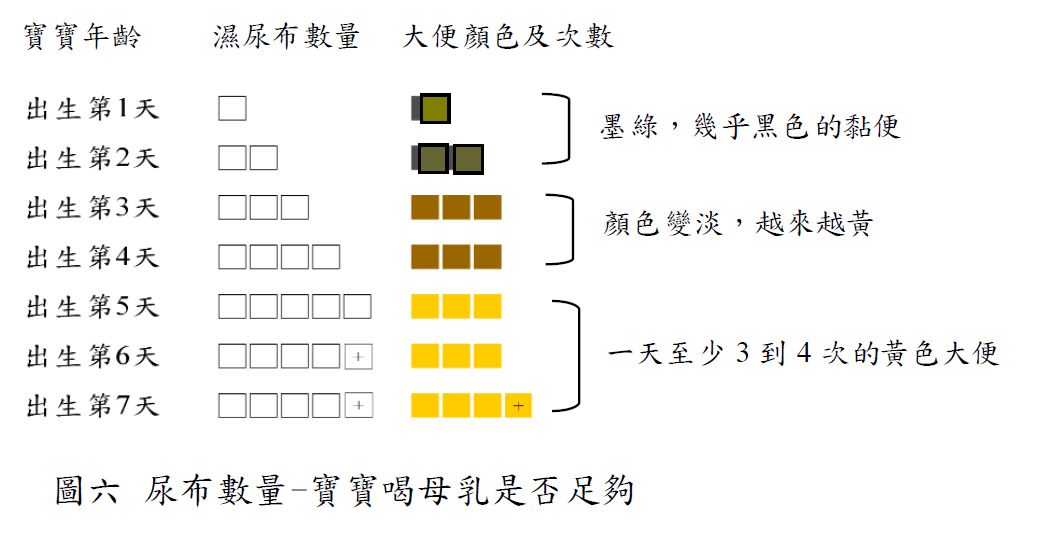 寶寶年齡 濕尿布數量 大便顏色及次數
出生第1天
出生第2天
墨綠，幾乎黑色的黏便
出生第3天
出生第4天
顏色變淡，越來越黃
出生第5天
出生第6天 +
一天至少 3 到 4 次的黃色大便
出生第7天 + +
圖六 尿布數量–寶寶喝母乳是否足夠